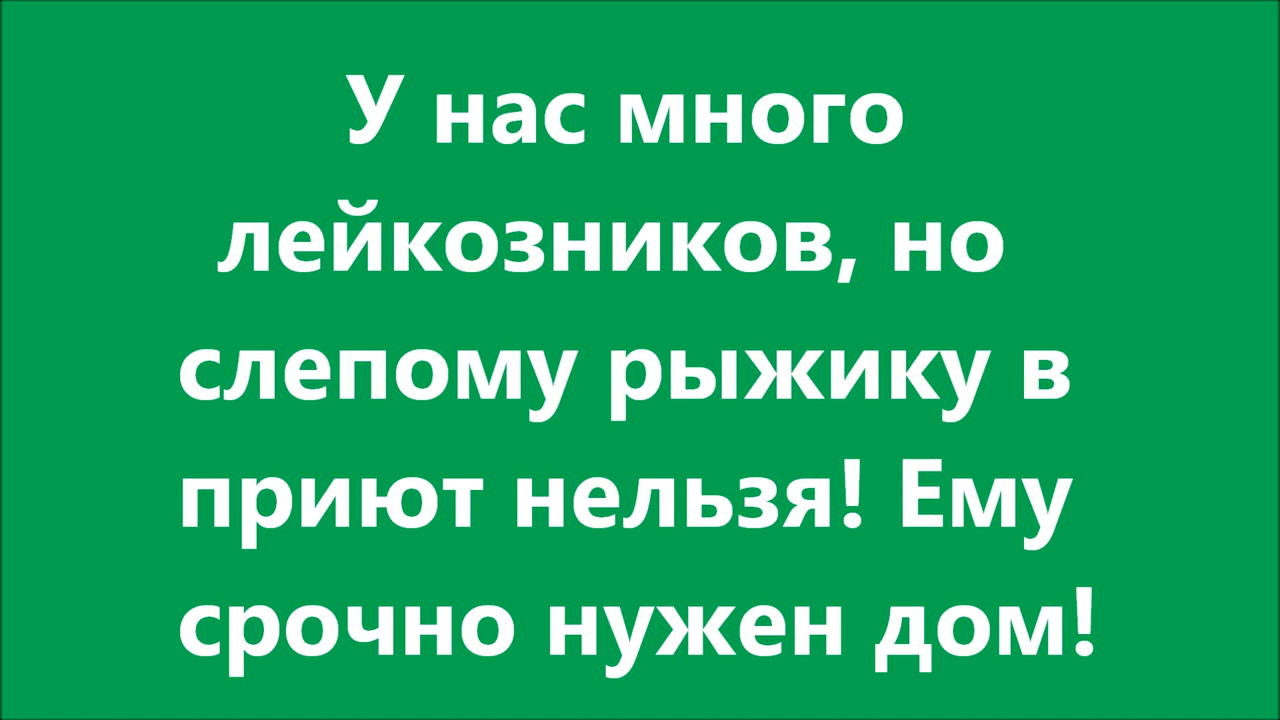 У нас много
лейкозников, но
слепому рыжику в
приют нельзя! Ему
срочно нужен дом!